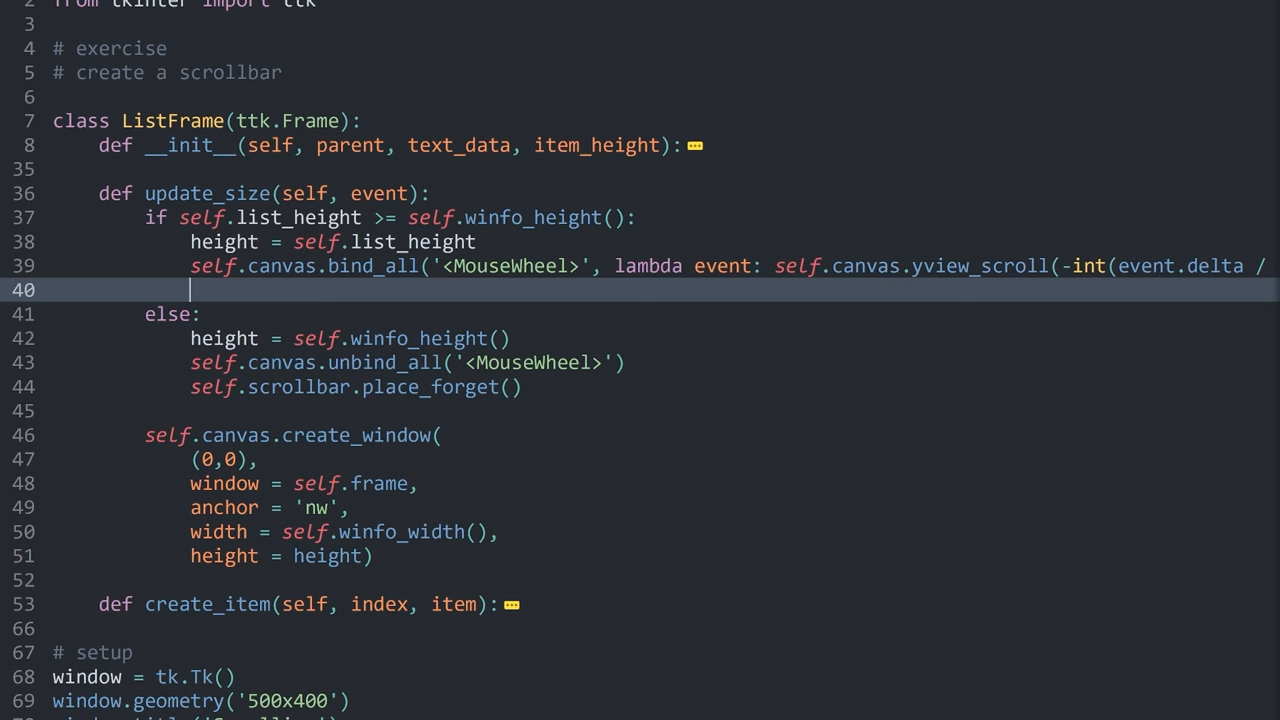 2 from tkinter import ttk
3
4 # exercise
5 # create a scrollbar
6
7 class ListFrame(ttk.Frame):
8     def __init__(self, parent, text_data, item_height):
35
36     def update_size(self, event):
37         if self.list_height >= self.winfo_height():
38             height = self.list_height
39             self.canvas.bind_all('<MouseWheel>', lambda event: self.canvas.yview_scroll(-int(event.delta /
40
41         else:
42             height = self.winfo_height()
43             self.canvas.unbind_all('<MouseWheel>')
44             self.scrollbar.place_forget()
45
46         self.canvas.create_window(
47             (0,0),
48             window = self.frame,
49             anchor = 'nw',
50             width = self.winfo_width(),
51             height = height)
52
53     def create_item(self, index, item):
66
67 # setup
68 window = tk.Tk()
69 window.geometry('500x400')